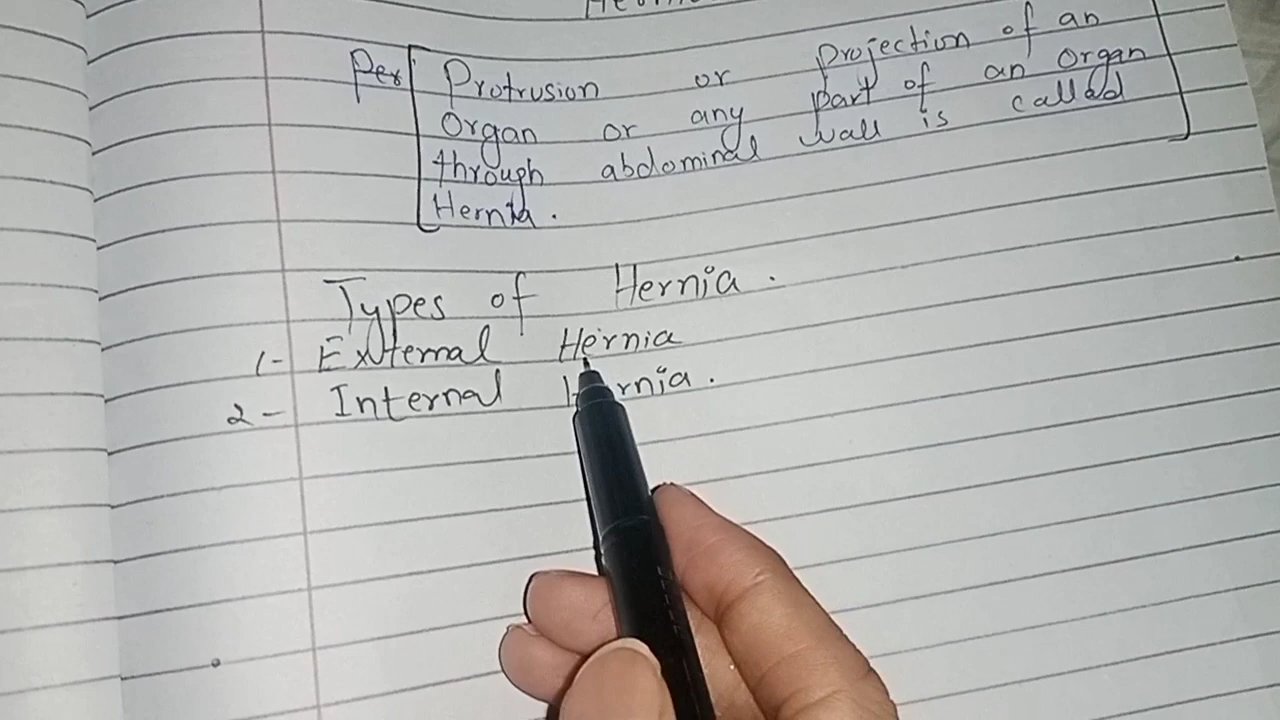 Protrusion or projection of an
Organ or any part of an organ
through abdominal wall is called
Hernia.
Types of Hernia.
1- External Hernia
2- Internal Hernia.